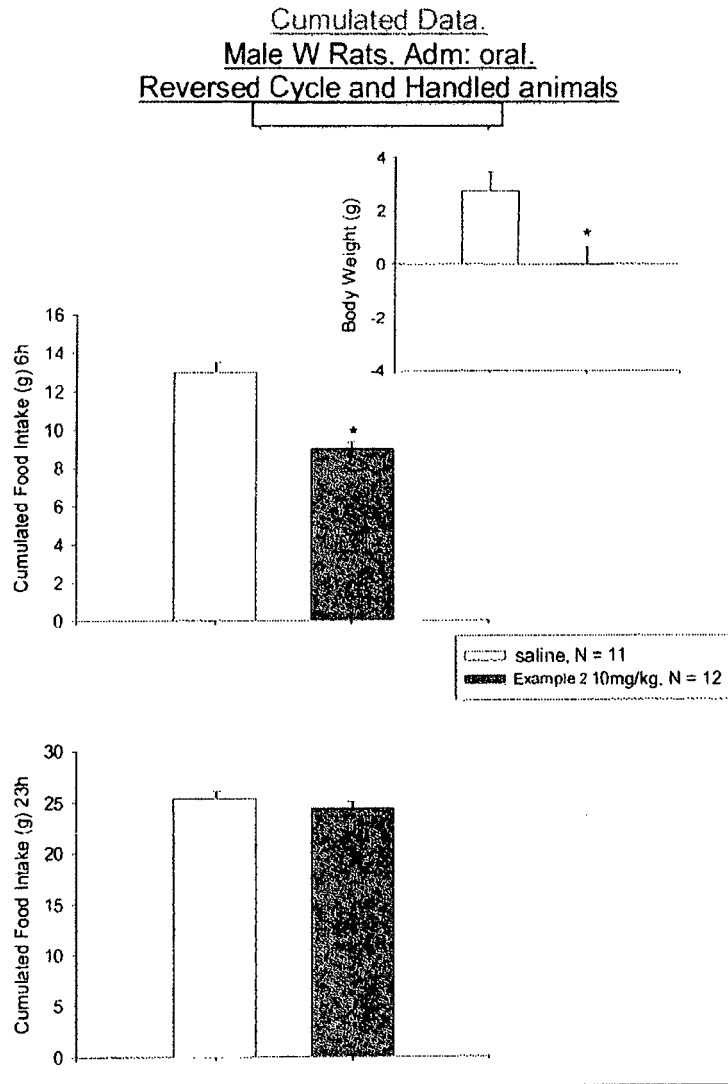 Cumulated Data.
Male W Rats. Adm: oral.
Reversed Cycle and Handled animals
4
2
0
-2
-4
Body Weight (g)
*
16
14
12
10
8
6
4
2
0
Cumulated Food Intake (g) 6h
*
saline, N = 11
Example 2 10mg/kg, N = 12
30
25
20
15
10
5
0
Cumulated Food Intake (g) 23h